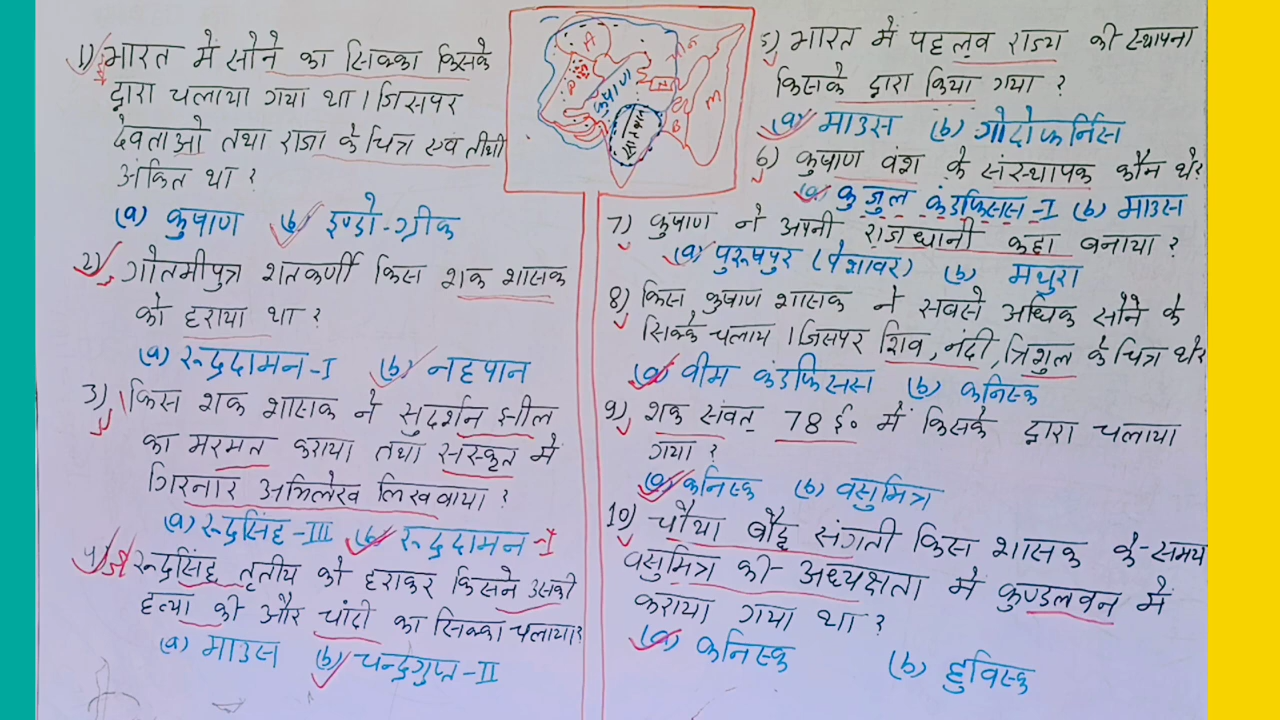 1) भारत में सोने का सिक्का किसके
द्वारा चलाया गया था। जिसपर
देवताओ तथा राजा के चित्र एवं तीथी
अंकित था?
(a) कुषाण (b) इण्डो-ग्रीक
2) गौतमीपुत्र शतकर्णी किस शक शासक
को हराया था?
(a) रूद्रदामन-I (b) नहपान
3) किस शक शासक ने सुदर्शन झील
का मरमत कराया तथा संस्कृत में
गिरनार अभिलेख लिखवाया?
(a) रूद्रसिंह-III (b) रूद्रदामन-I
4) रूद्रसिंह तृतीय को हराकर किसने उसकी
हत्या की और चांदी का सिक्का चलाया?
(a) माउस (b) चन्द्रगुप्त-II
A
कुषाण
H
M
B
5) भारत में पहलव राज्य की स्थापना
किसके द्वारा किया गया?
(a) माउस (b) गोदोफर्निस
6) कुषाण वंश के संस्थापक कौन थे?
(a) कुजुल कडफिसस-I (b) माउस
7) कुषाण ने अपनी राजधानी कहा बनाया?
(a) पुरूषपुर (पेशावर) (b) मथुरा
8) किस कुषाण शासक ने सबसे अधिक सोने के
सिक्के चलाय। जिसपर शिव, नंदी, त्रिशुल के चित्र थे?
(a) वीम कडफिसस (b) कनिस्क
9) शक संवत् 78 ई० में किसके द्वारा चलाया
गया?
(a) कनिस्क (b) वसुमित्र
10) चौथा बौद्ध संगती किस शासक के-समय
वसुमित्र की अध्यक्षता में कुण्डलवन में
कराया गया था?
(a) कनिस्क (b) हुविस्क